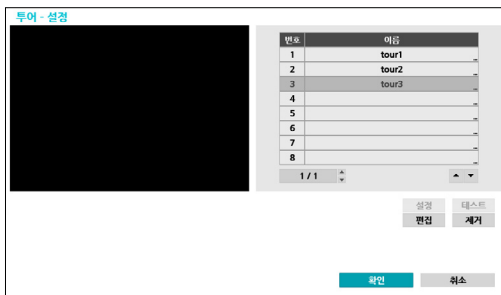 투어 - 설정
번호 이름
1 tour1
2 tour2
3 tour3
4
5
6
7
8
1 / 1
설정 테스트
편집 제거
확인 취소